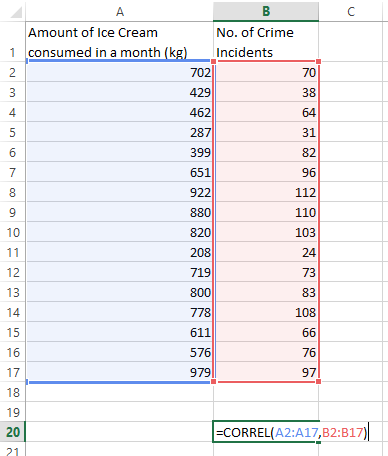 A B C
Amount of Ice Cream No. of Crime
1 consumed in a month (kg) Incidents
2 702 70
3 429 38
4 462 64
5 287 31
6 399 82
7 651 96
8 922 112
9 880 110
10 820 103
11 208 24
12 719 73
13 800 83
14 778 108
15 611 66
16 576 76
17 979 97
18
19
20 =CORREL(A2:A17,B2:B17)
21